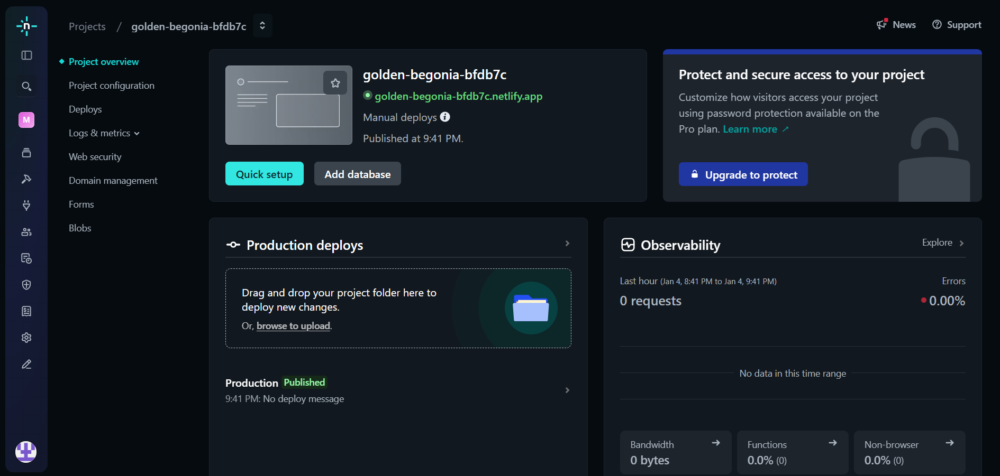 n
Projects / golden-begonia-bfdb7c
News
Support
M
Project overview
Project configuration
Deploys
Logs & metrics
Web security
Domain management
Forms
Blobs
golden-begonia-bfdb7c
golden-begonia-bfdb7c.netlify.app
Manual deploys i
Published at 9:41 PM.
Quick setup
Add database
Protect and secure access to your project
Customize how visitors access your project
using password protection available on the
Pro plan. Learn more ↗
Upgrade to protect
Production deploys
Drag and drop your project folder here to
deploy new changes.
Or, browse to upload.
Production Published
9:41 PM: No deploy message
Observability
Explore
Last hour (Jan 4, 8:41 PM to Jan 4, 9:41 PM)
Errors
0 requests
0.00%
No data in this time range
Bandwidth
0 bytes
Functions
0.0% (0)
Non-browser
0.0% (0)